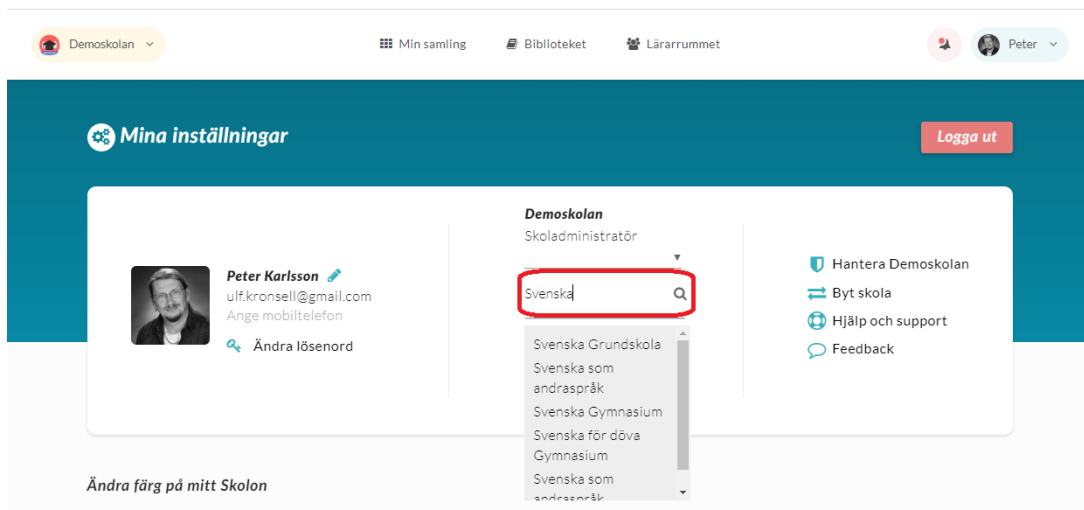 Demoskolan
Min samling
Biblioteket
Lärarrummet
Peter
Mina inställningar
Logga ut
Peter Karlsson
ulf.kronsell@gmail.com
Ange mobiltelefon
Ändra lösenord
Demoskolan
Skoladministratör
Svenska
Svenska Grundskola
Svenska som
andraspråk
Svenska Gymnasium
Svenska för döva
Gymnasium
Svenska som
andraspråk
Hantera Demoskolan
Byt skola
Hjälp och support
Feedback
Ändra färg på mitt Skolon